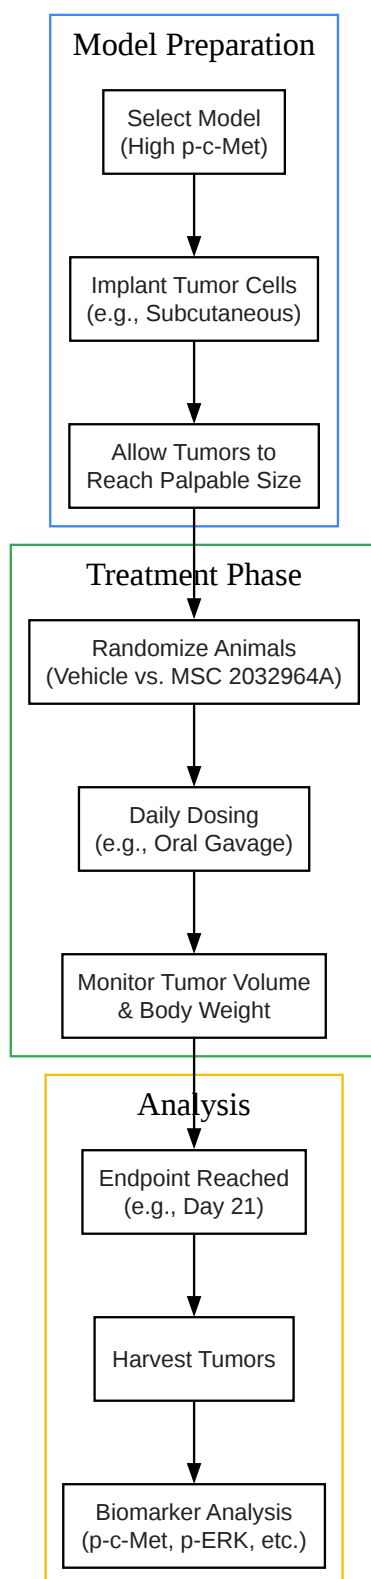 Model Preparation
Select Model
(High p-c-Met)
Implant Tumor Cells
(e.g., Subcutaneous)
Allow Tumors to
Reach Palpable Size
Treatment Phase
Randomize Animals
(Vehicle vs. MSC 2032964A)
Daily Dosing
(e.g., Oral Gavage)
Monitor Tumor Volume
& Body Weight
Analysis
Endpoint Reached
(e.g., Day 21)
Harvest Tumors
Biomarker Analysis
(p-c-Met, p-ERK, etc.)